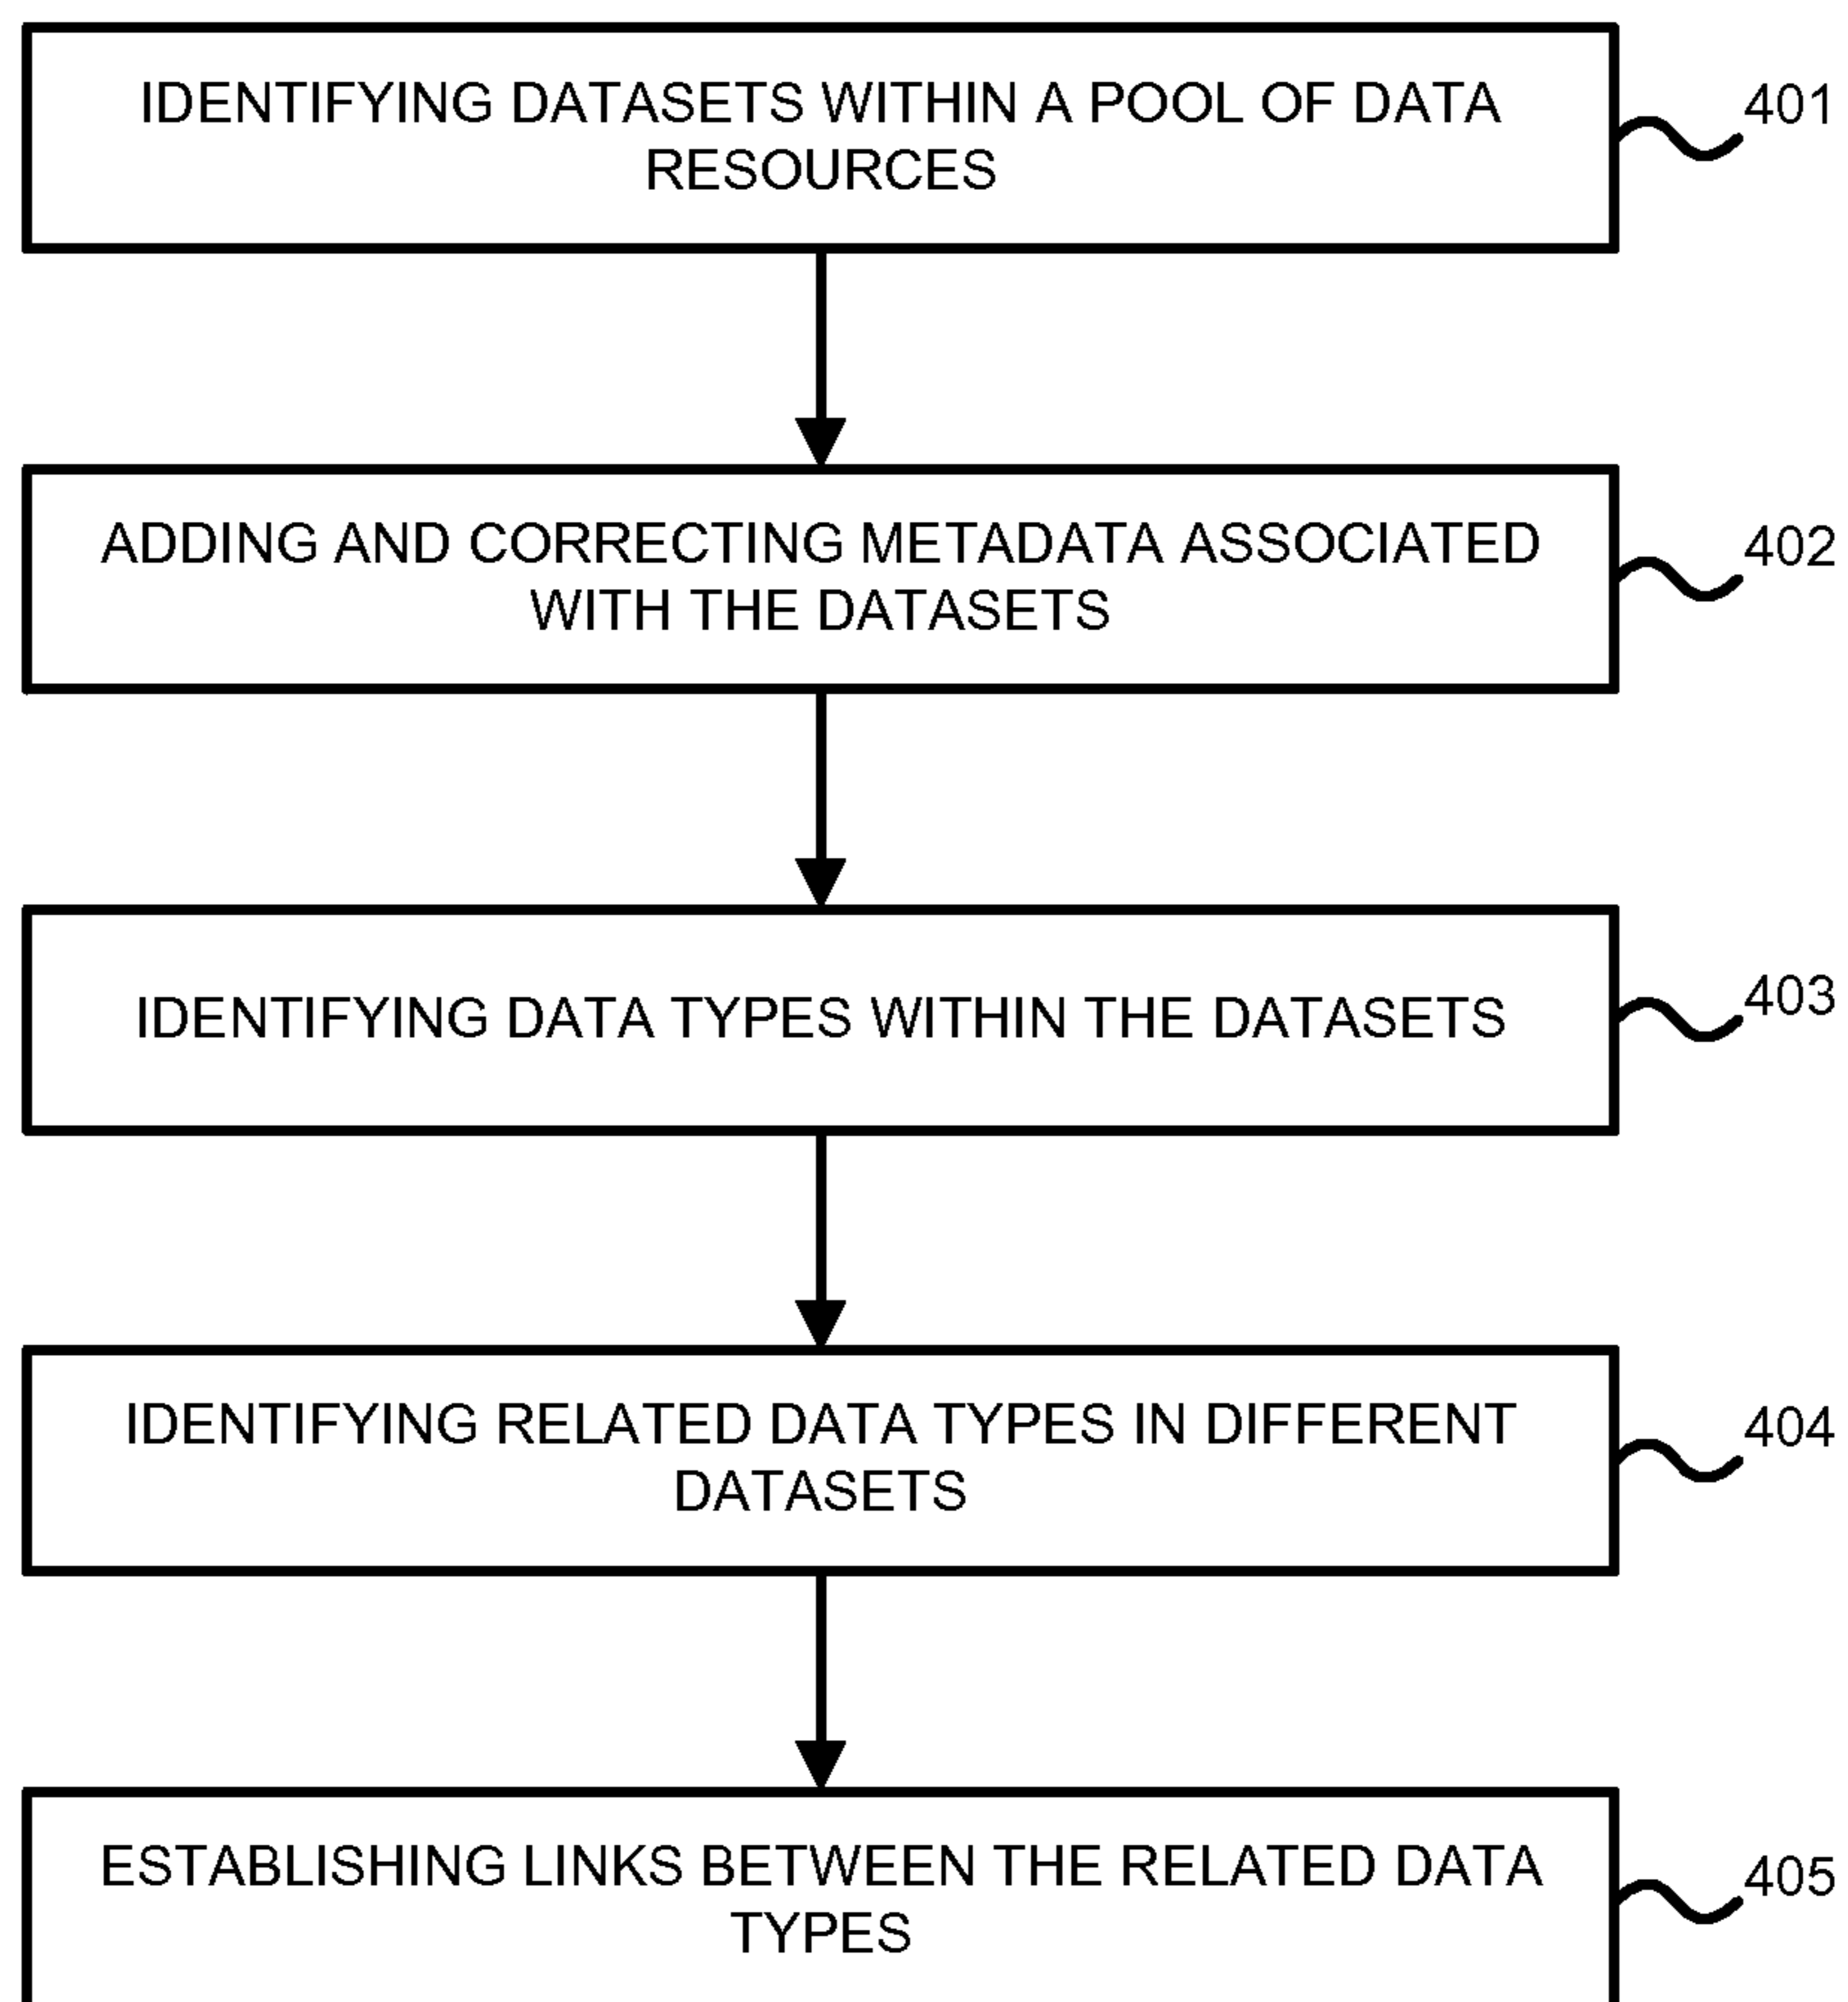 IDENTIFYING DATASETS WITHIN A POOL OF DATA
RESOURCES
401
ADDING AND CORRECTING METADATA ASSOCIATED
WITH THE DATASETS
402
IDENTIFYING DATA TYPES WITHIN THE DATASETS
403
IDENTIFYING RELATED DATA TYPES IN DIFFERENT
DATASETS
404
ESTABLISHING LINKS BETWEEN THE RELATED DATA
TYPES
405